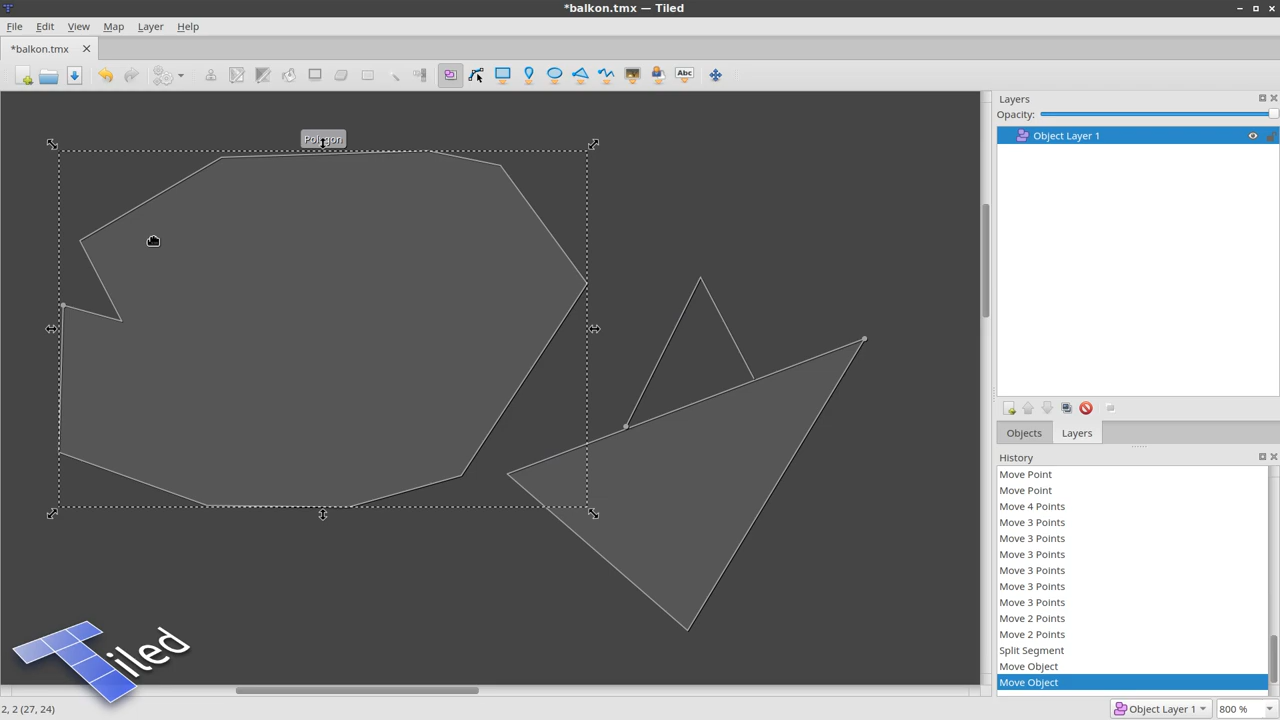 *balkon.tmx — Tiled
File Edit View Map Layer Help
*balkon.tmx
Abc
Layers
Opacity:
Object Layer 1
Polygon
Objects Layers
History
Move Point
Move Point
Move 4 Points
Move 3 Points
Move 3 Points
Move 3 Points
Move 3 Points
Move 3 Points
Move 3 Points
Move 2 Points
Move 2 Points
Split Segment
Move Object
Move Object
Tiled
2, 2 (27, 24)
Object Layer 1
800 %